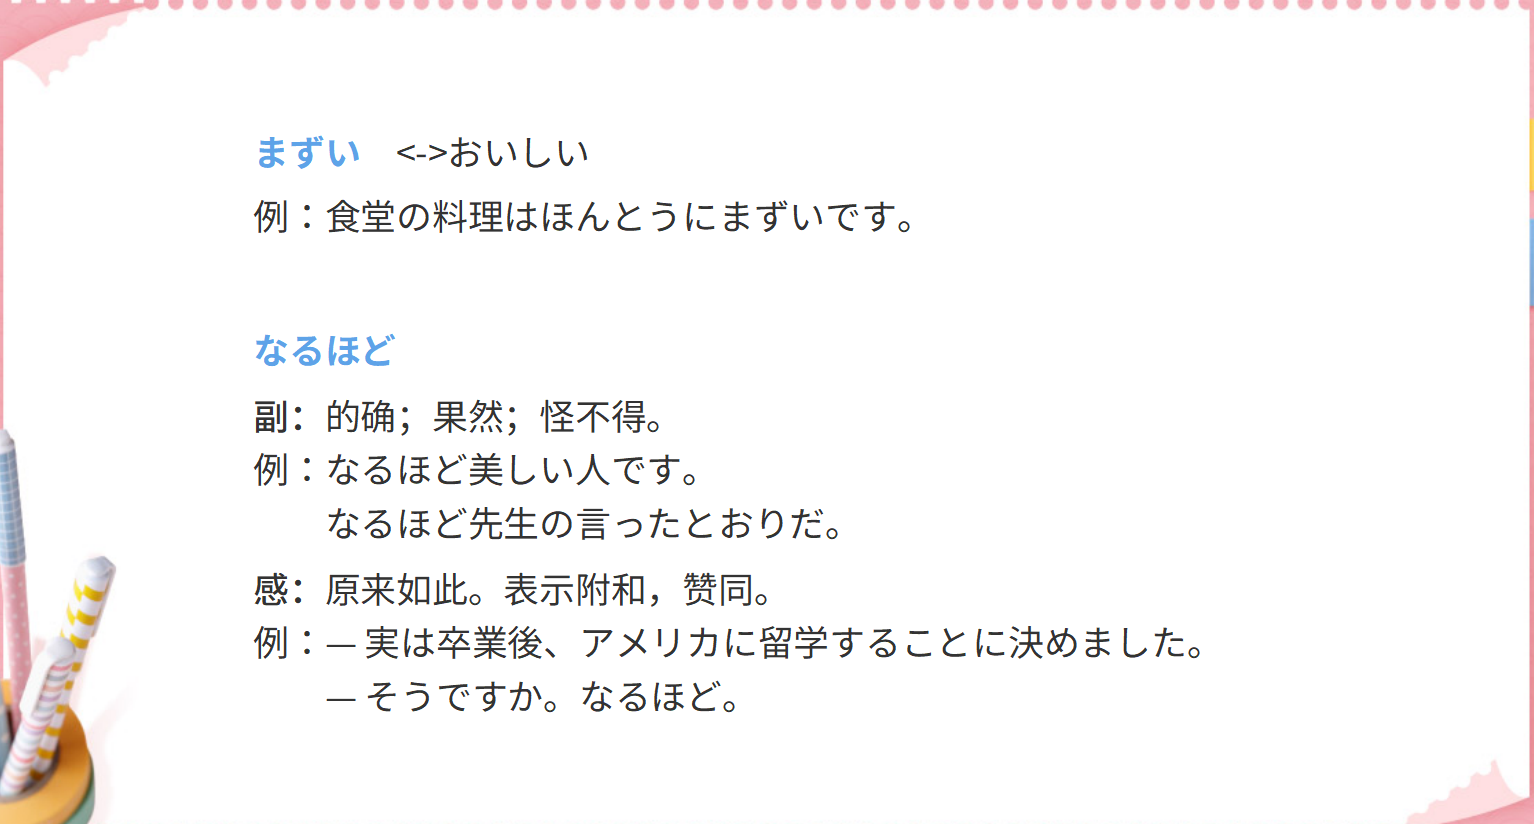 まずい　<->おいしい
例：食堂の料理はほんとうにまずいです。
なるほど
副：的确；果然；怪不得。
例：なるほど美しい人です。
なるほど先生の言ったとおりだ。
感：原来如此。表示附和，赞同。
例：— 実は卒業後、アメリカに留学することに決めました。
— そうですか。なるほど。